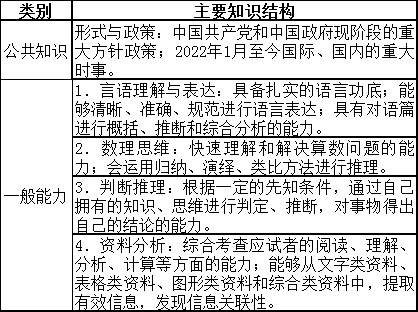 类别 主要知识结构
公共知识
形式与政策：中国共产党和中国政府现阶段的重
大方针政策；2022年1月至今国际、国内的重大
时事。
一般能力
1．言语理解与表达：具备扎实的语言功底；能
够清晰、准确、规范进行语言表达；具有对语篇
进行概括、推断和综合分析的能力。
2．数理思维：快速理解和解决算数问题的能
力；会运用归纳、演绎、类比方法进行推理。
3．判断推理：根据一定的先知条件，通过自己
拥有的知识、思维进行判定、推断，对事物得出
自己的结论的能力。
4．资料分析：综合考查应试者的阅读、理解、
分析、计算等方面的能力；能够从文字类资料、
表格类资料、图形类资料和综合类资料中，提取
有效信息，发现信息关联性。